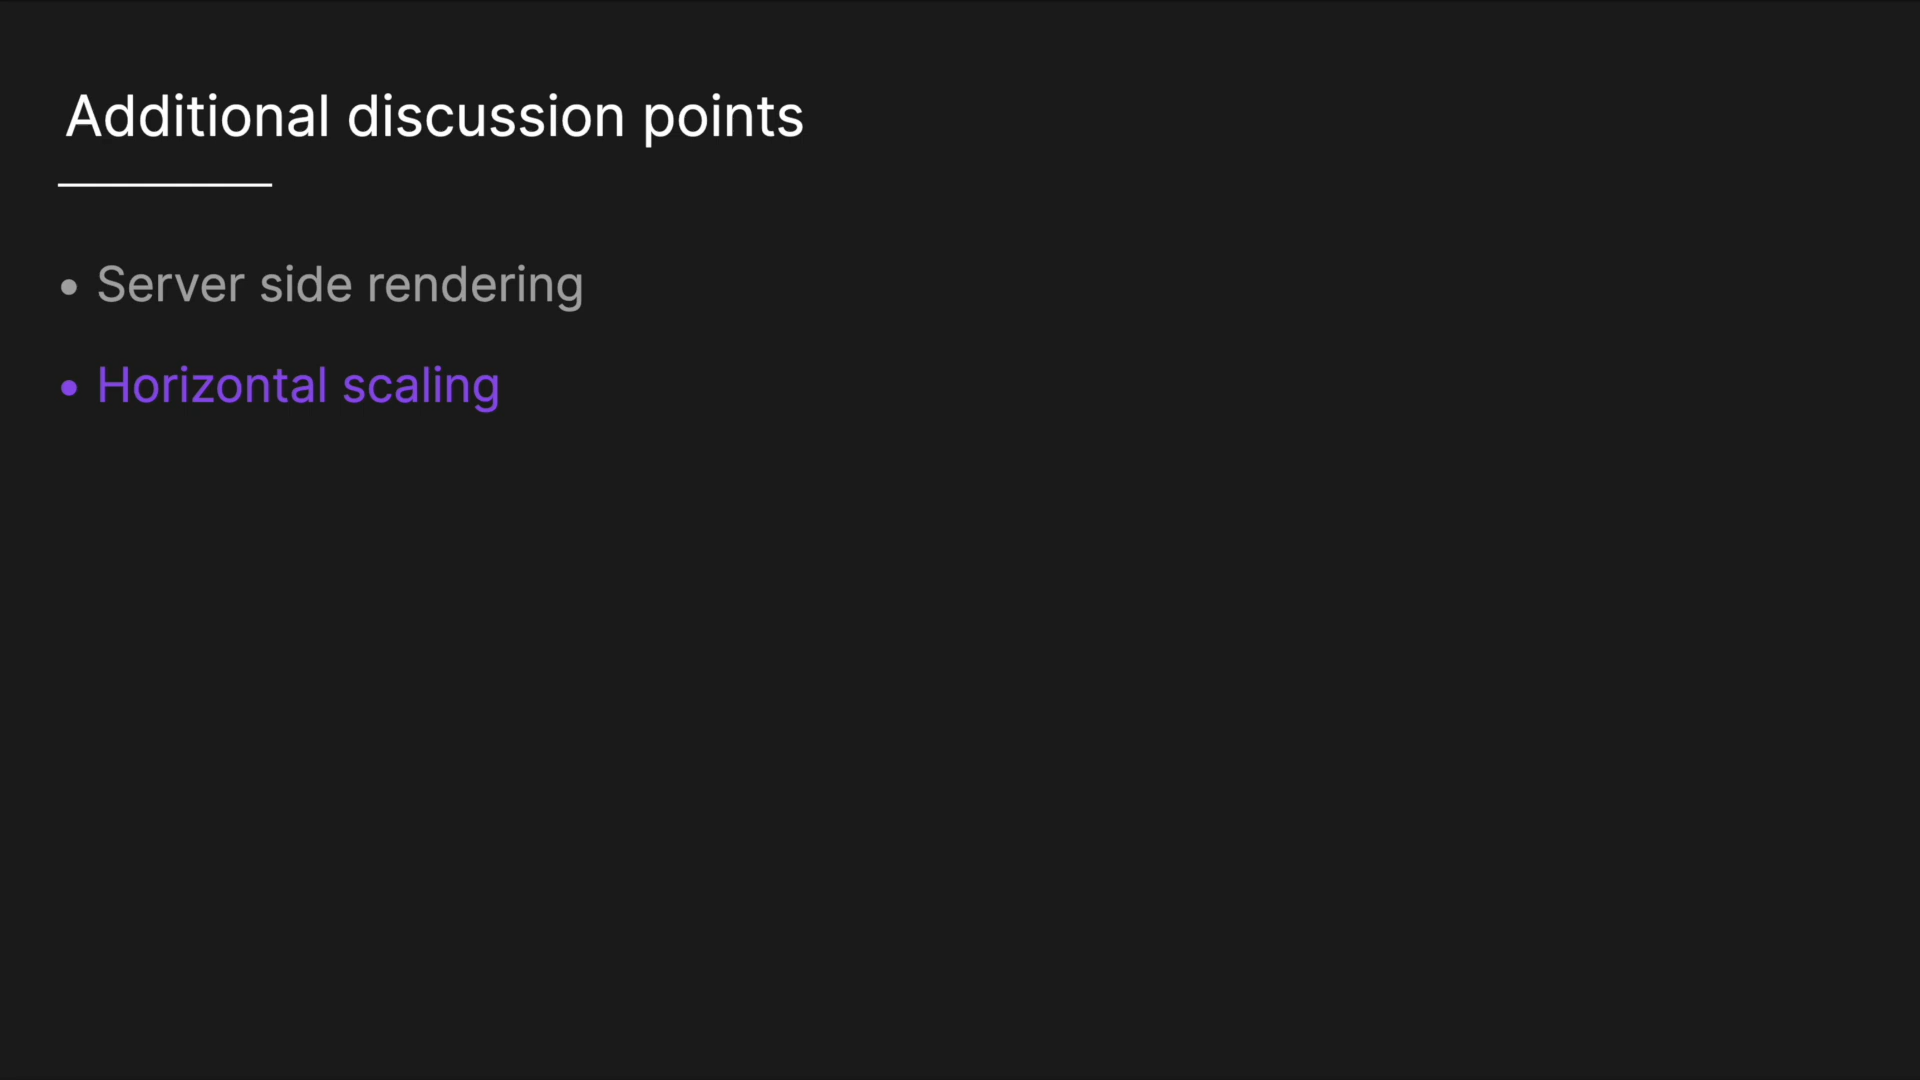 Additional discussion points
• Server side rendering
• Horizontal scaling